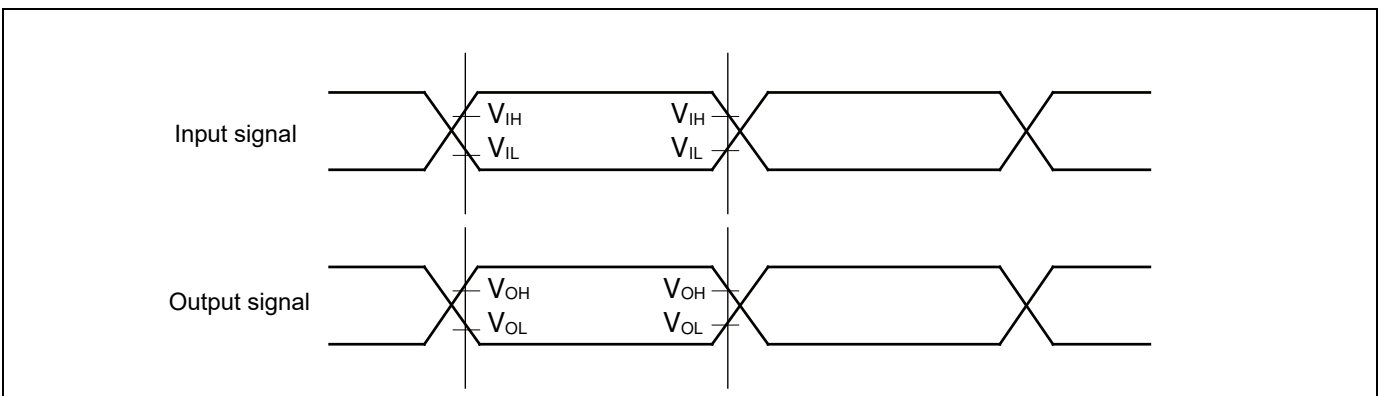 VIH VIH
Input signal
VIL VIL
VOH VOH
Output signal
VOL VOL